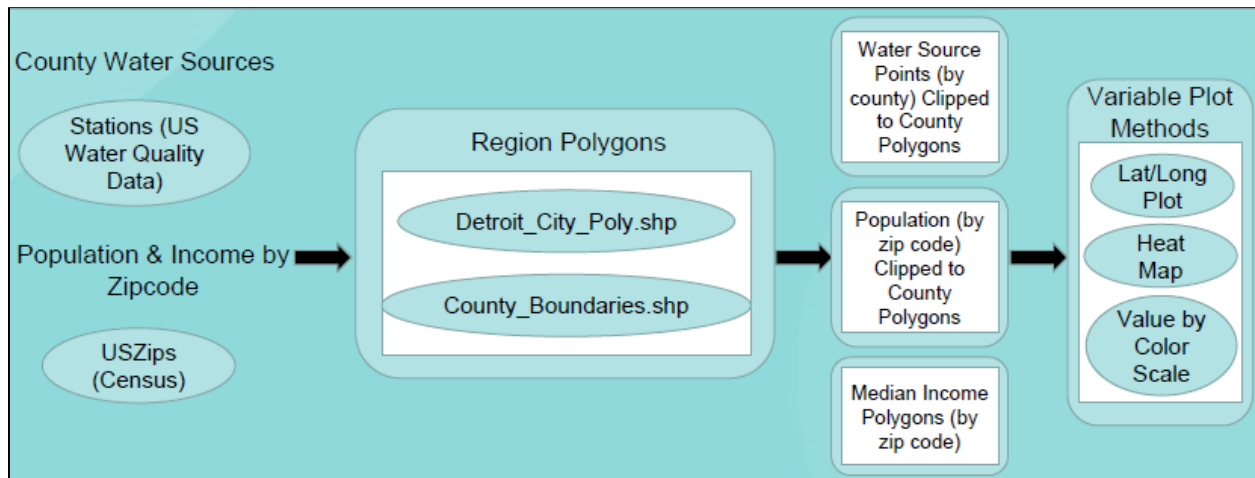 County Water Sources
Stations (US
Water Quality
Data)
Population & Income by
Zipcode
USZips
(Census)
Region Polygons
Detroit_City_Poly.shp
County_Boundaries.shp
Water Source
Points (by
county) Clipped
to County
Polygons
Population (by
zip code)
Clipped to
County
Polygons
Median Income
Polygons (by
zip code)
Variable Plot
Methods
Lat/Long
Plot
Heat
Map
Value by
Color
Scale